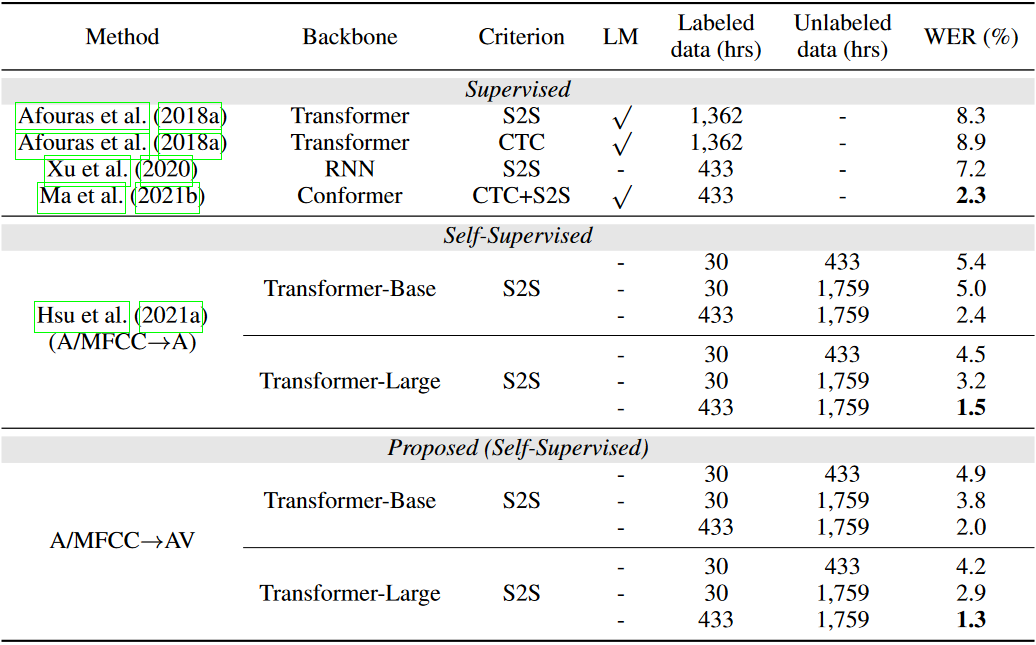 Method Backbone Criterion LM Labeled data (hrs) Unlabeled data (hrs) WER (%)
Supervised
Afouras et al. (2018a) Transformer S2S √ 1,362 - 8.3
Afouras et al. (2018a) Transformer CTC √ 1,362 - 8.9
Xu et al. (2020) RNN S2S - 433 - 7.2
Ma et al. (2021b) Conformer CTC+S2S √ 433 - 2.3
Self-Supervised
Hsu et al. (2021a) (A/MFCC→A) Transformer-Base S2S - 30 433 5.4
- 30 1,759 5.0
- 433 1,759 2.4
Transformer-Large S2S - 30 433 4.5
- 30 1,759 3.2
- 433 1,759 1.5
Proposed (Self-Supervised)
A/MFCC→AV Transformer-Base S2S - 30 433 4.9
- 30 1,759 3.8
- 433 1,759 2.0
Transformer-Large S2S - 30 433 4.2
- 30 1,759 2.9
- 433 1,759 1.3